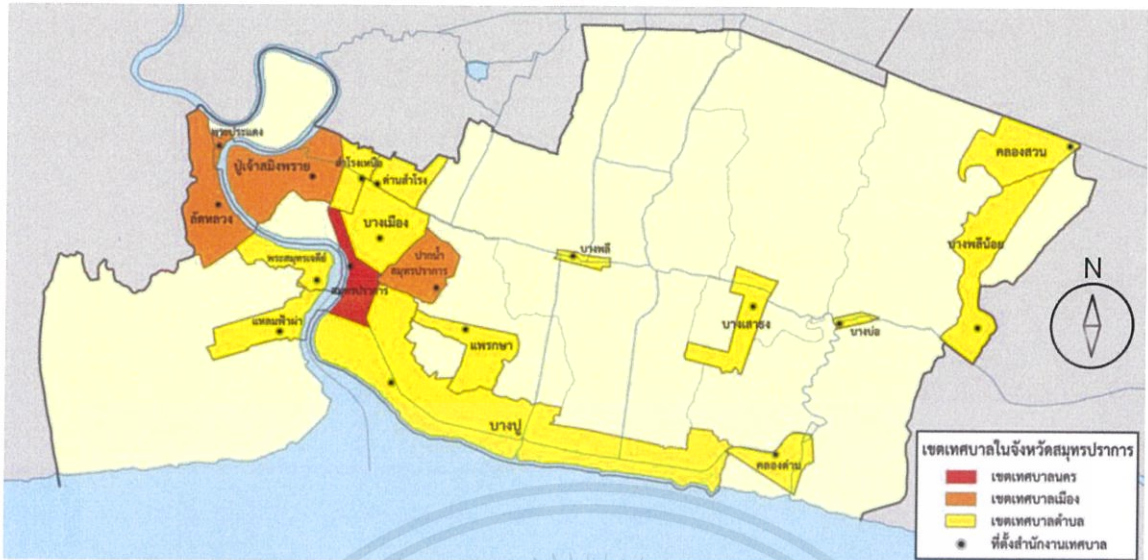 N
พระประแดง
ปู่เจ้าสมิงพราย
สำโรงเหนือ
ด่านสำโรง
ลัดหลวง
บางเมือง
ปากน้ำ
สมุทรปราการ
พระสมุทรเจดีย์
สมุทรปราการ
แหลมฟ้าผ่า
แพรกษา
บางปู
บางพลี
บางเสาธง
บางบ่อ
คลองด่าน
คลองสวน
บางพลีน้อย
เขตเทศบาลในจังหวัดสมุทรปราการ
เขตเทศบาลนคร
เขตเทศบาลเมือง
เขตเทศบาลตำบล
ที่ตั้งสำนักงานเทศบาล